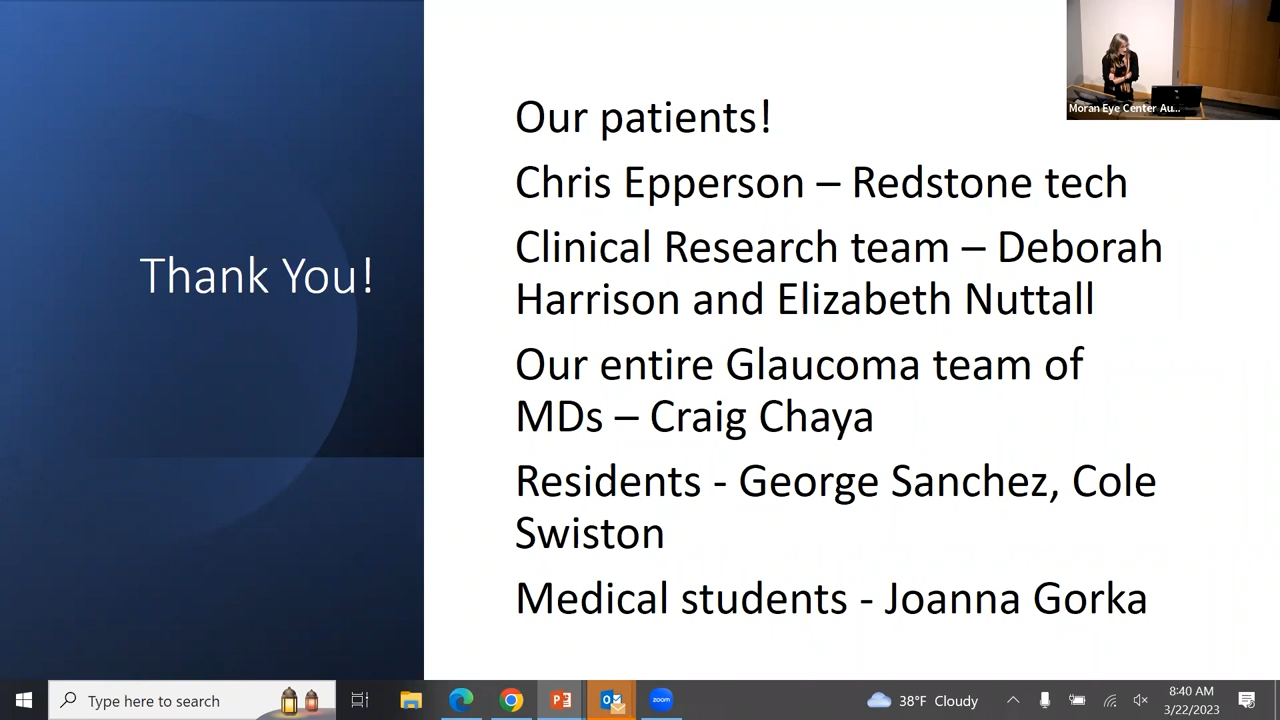 Thank You!
Our patients!
Chris Epperson – Redstone tech
Clinical Research team – Deborah
Harrison and Elizabeth Nuttall
Our entire Glaucoma team of
MDs – Craig Chaya
Residents - George Sanchez, Cole
Swiston
Medical students - Joanna Gorka
Moran Eye Center Au...
Type here to search
zoom
38°F Cloudy
8:40 AM
3/22/2023